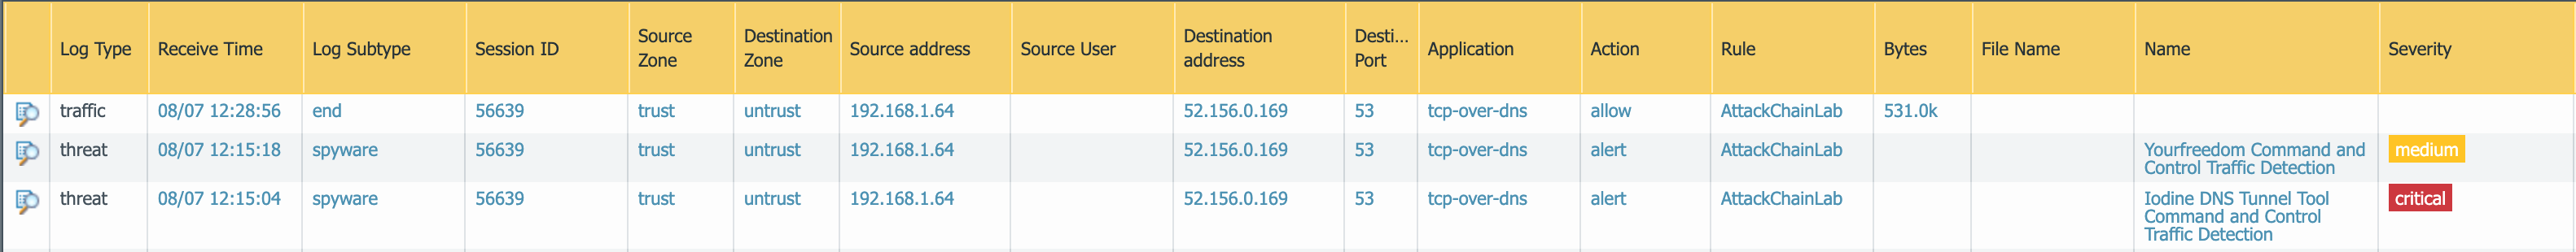 Log Type Receive Time Log Subtype Session ID Source Zone Destination Zone Source address Source User Destination address Desti... Port Application Action Rule Bytes File Name Name Severity
traffic 08/07 12:28:56 end 56639 trust untrust 192.168.1.64 52.156.0.169 53 tcp-over-dns allow AttackChainLab 531.0k
threat 08/07 12:15:18 spyware 56639 trust untrust 192.168.1.64 52.156.0.169 53 tcp-over-dns alert AttackChainLab Yourfreedom Command and medium
Control Traffic Detection
threat 08/07 12:15:04 spyware 56639 trust untrust 192.168.1.64 52.156.0.169 53 tcp-over-dns alert AttackChainLab Iodine DNS Tunnel Tool critical
Command and Control
Traffic Detection